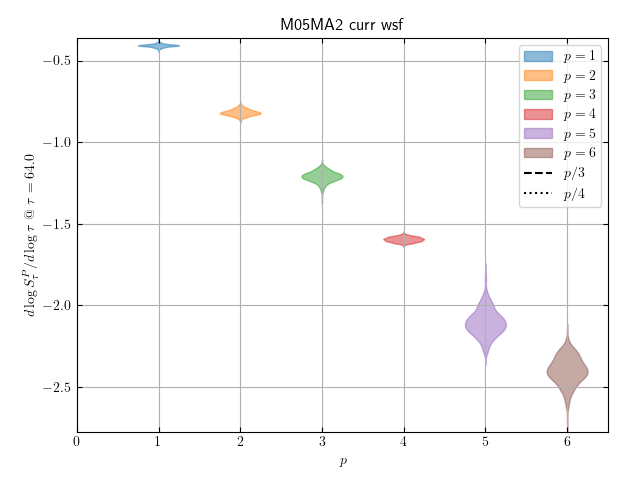 M05MA2 curr wsf
d log S_τ^P / d log τ @ τ = 64.0
−0.5
−1.0
−1.5
−2.0
−2.5
0 1 2 3 4 5 6
p
p = 1
p = 2
p = 3
p = 4
p = 5
p = 6
p/3
p/4